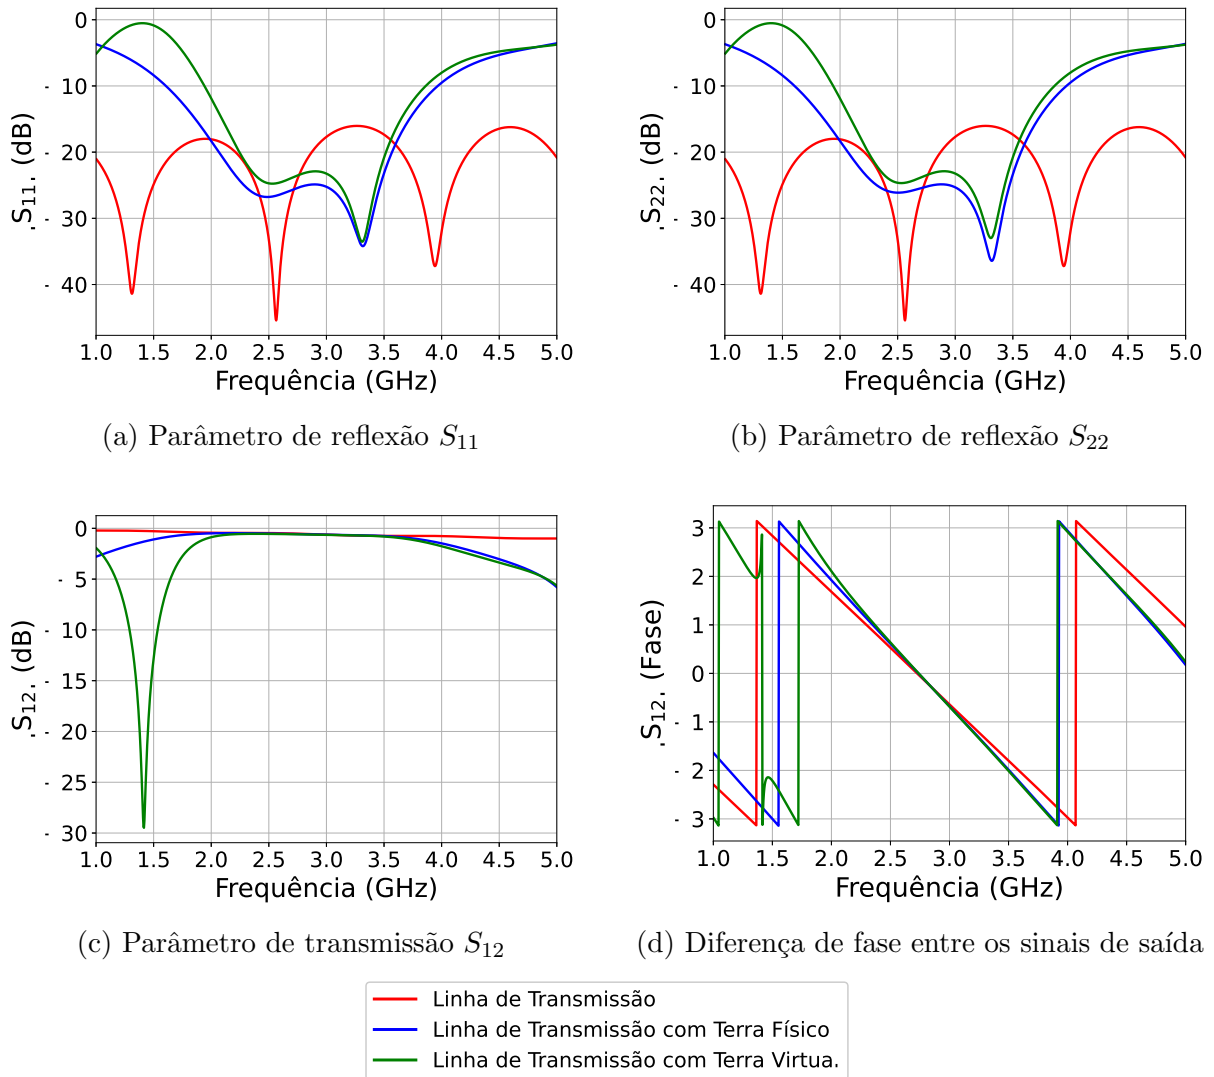 0
- 10
- 20
- 30
- 40
.S11. (dB)
1.0 1.5 2.0 2.5 3.0 3.5 4.0 4.5 5.0
Frequência (GHz)
(a) Parâmetro de reflexão S11
0
- 10
- 20
- 30
- 40
.S22. (dB)
1.0 1.5 2.0 2.5 3.0 3.5 4.0 4.5 5.0
Frequência (GHz)
(b) Parâmetro de reflexão S22
0
- 5
- 10
- 15
- 20
- 25
- 30
.S12. (dB)
1.0 1.5 2.0 2.5 3.0 3.5 4.0 4.5 5.0
Frequência (GHz)
(c) Parâmetro de transmissão S12
3
2
1
0
- 1
- 2
- 3
.S12. (Fase)
1.0 1.5 2.0 2.5 3.0 3.5 4.0 4.5 5.0
Frequência (GHz)
(d) Diferença de fase entre os sinais de saída
Linha de Transmissão
Linha de Transmissão com Terra Físico
Linha de Transmissão com Terra Virtua.